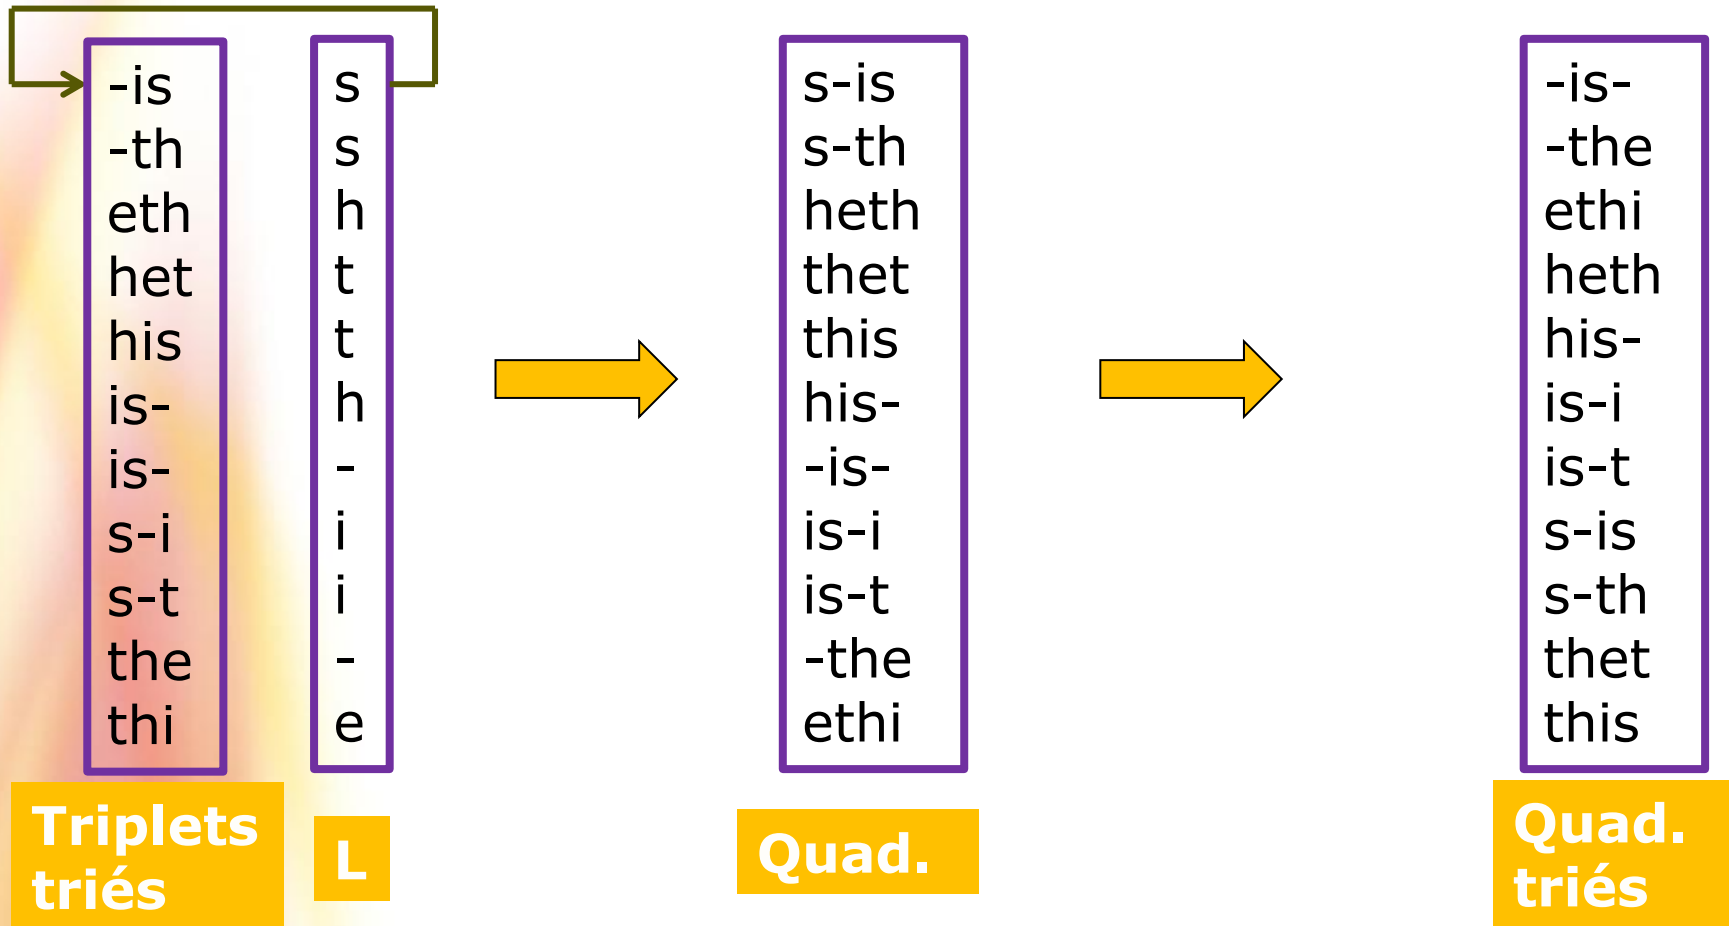 -is
-th
eth
het
his
is-
is-
s-i
s-t
the
thi
Triplets
triés
s
s
h
t
t
h
-
i
i
-
e
L
s-is
s-th
heth
thet
this
his-
-is-
is-i
is-t
-the
ethi
Quad.
-is-
-the
ethi
heth
his-
is-i
is-t
s-is
s-th
thet
this
Quad.
triés